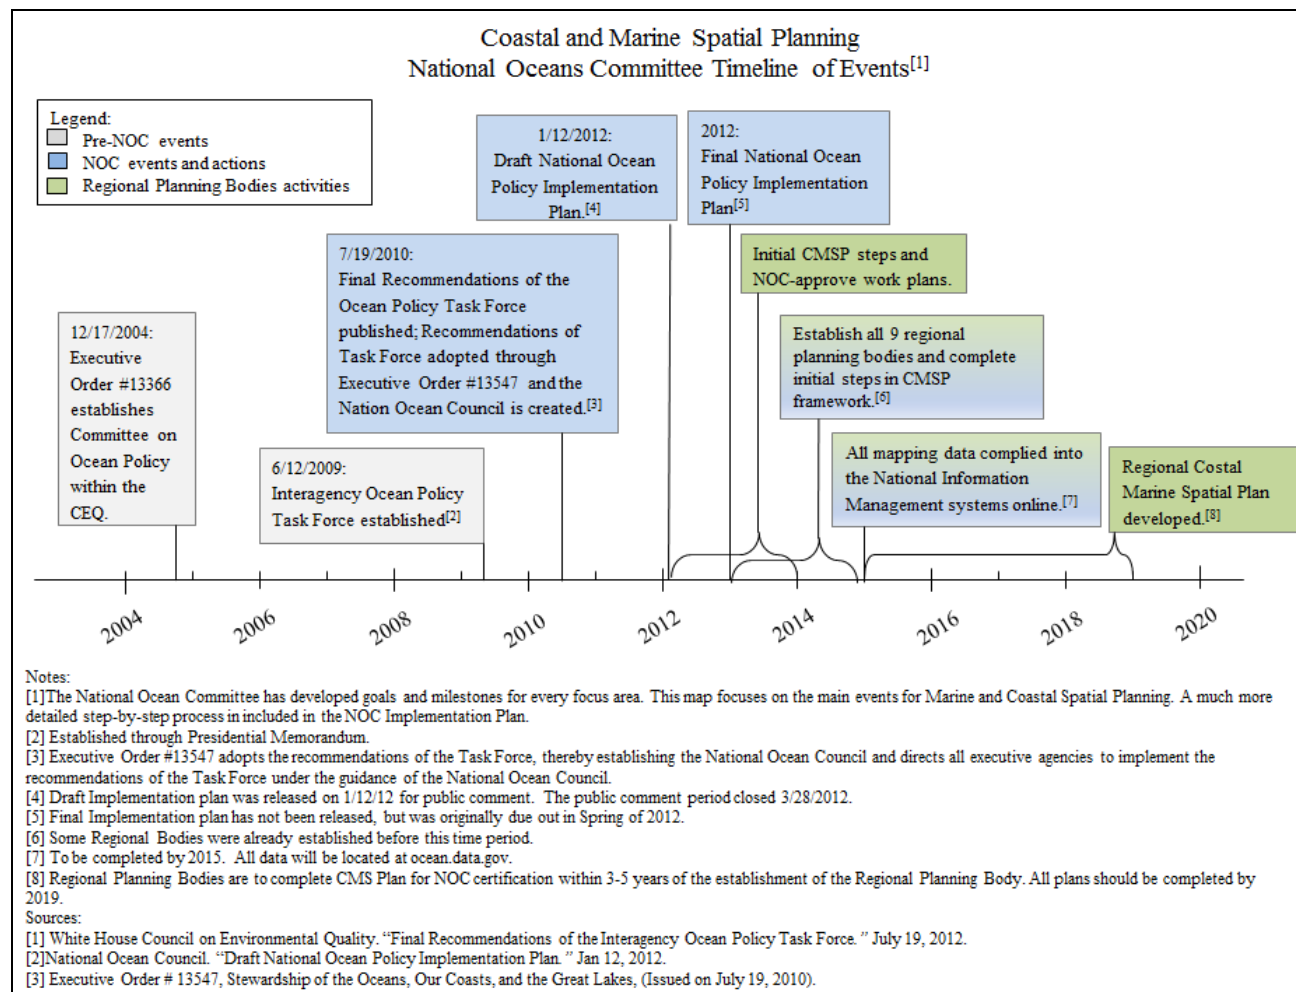 Coastal and Marine Spatial Planning
National Oceans Committee Timeline of Events[1]
Legend:
Pre-NOC events
NOC events and actions
Regional Planning Bodies activities
1/12/2012:
Draft National Ocean
Policy Implementation
Plan.[4]
2012:
Final National Ocean
Policy Implementation
Plan[5]
7/19/2010:
Final Recommendations of the
Ocean Policy Task Force
published; Recommendations of
Task Force adopted through
Executive Order #13547 and the
Nation Ocean Council is created.[3]
Initial CMSP steps and
NOC-approve work plans.
12/17/2004:
Executive
Order #13366
establishes
Committee on
Ocean Policy
within the
CEQ.
Establish all 9 regional
planning bodies and complete
initial steps in CMSP
framework.[6]
6/12/2009:
Interagency Ocean Policy
Task Force established[2]
All mapping data complied into
the National Information
Management systems online.[7]
Regional Costal
Marine Spatial Plan
developed.[8]
2004
2006
2008
2010
2012
2014
2016
2018
2020
Notes:
[1]The National Ocean Committee has developed goals and milestones for every focus area. This map focuses on the main events for Marine and Coastal Spatial Planning. A much more
detailed step-by-step process in included in the NOC Implementation Plan.
[2] Established through Presidential Memorandum.
[3] Executive Order #13547 adopts the recommendations of the Task Force, thereby establishing the National Ocean Council and directs all executive agencies to implement the
recommendations of the Task Force under the guidance of the National Ocean Council.
[4] Draft Implementation plan was released on 1/12/12 for public comment. The public comment period closed 3/28/2012.
[5] Final Implementation plan has not been released, but was originally due out in Spring of 2012.
[6] Some Regional Bodies were already established before this time period.
[7] To be completed by 2015. All data will be located at ocean.data.gov.
[8] Regional Planning Bodies are to complete CMS Plan for NOC certification within 3-5 years of the establishment of the Regional Planning Body. All plans should be completed by
2019.
Sources:
[1] White House Council on Environmental Quality. “Final Recommendations of the Interagency Ocean Policy Task Force.” July 19, 2012.
[2]National Ocean Council. “Draft National Ocean Policy Implementation Plan.” Jan 12, 2012.
[3] Executive Order # 13547, Stewardship of the Oceans, Our Coasts, and the Great Lakes, (Issued on July 19, 2010).